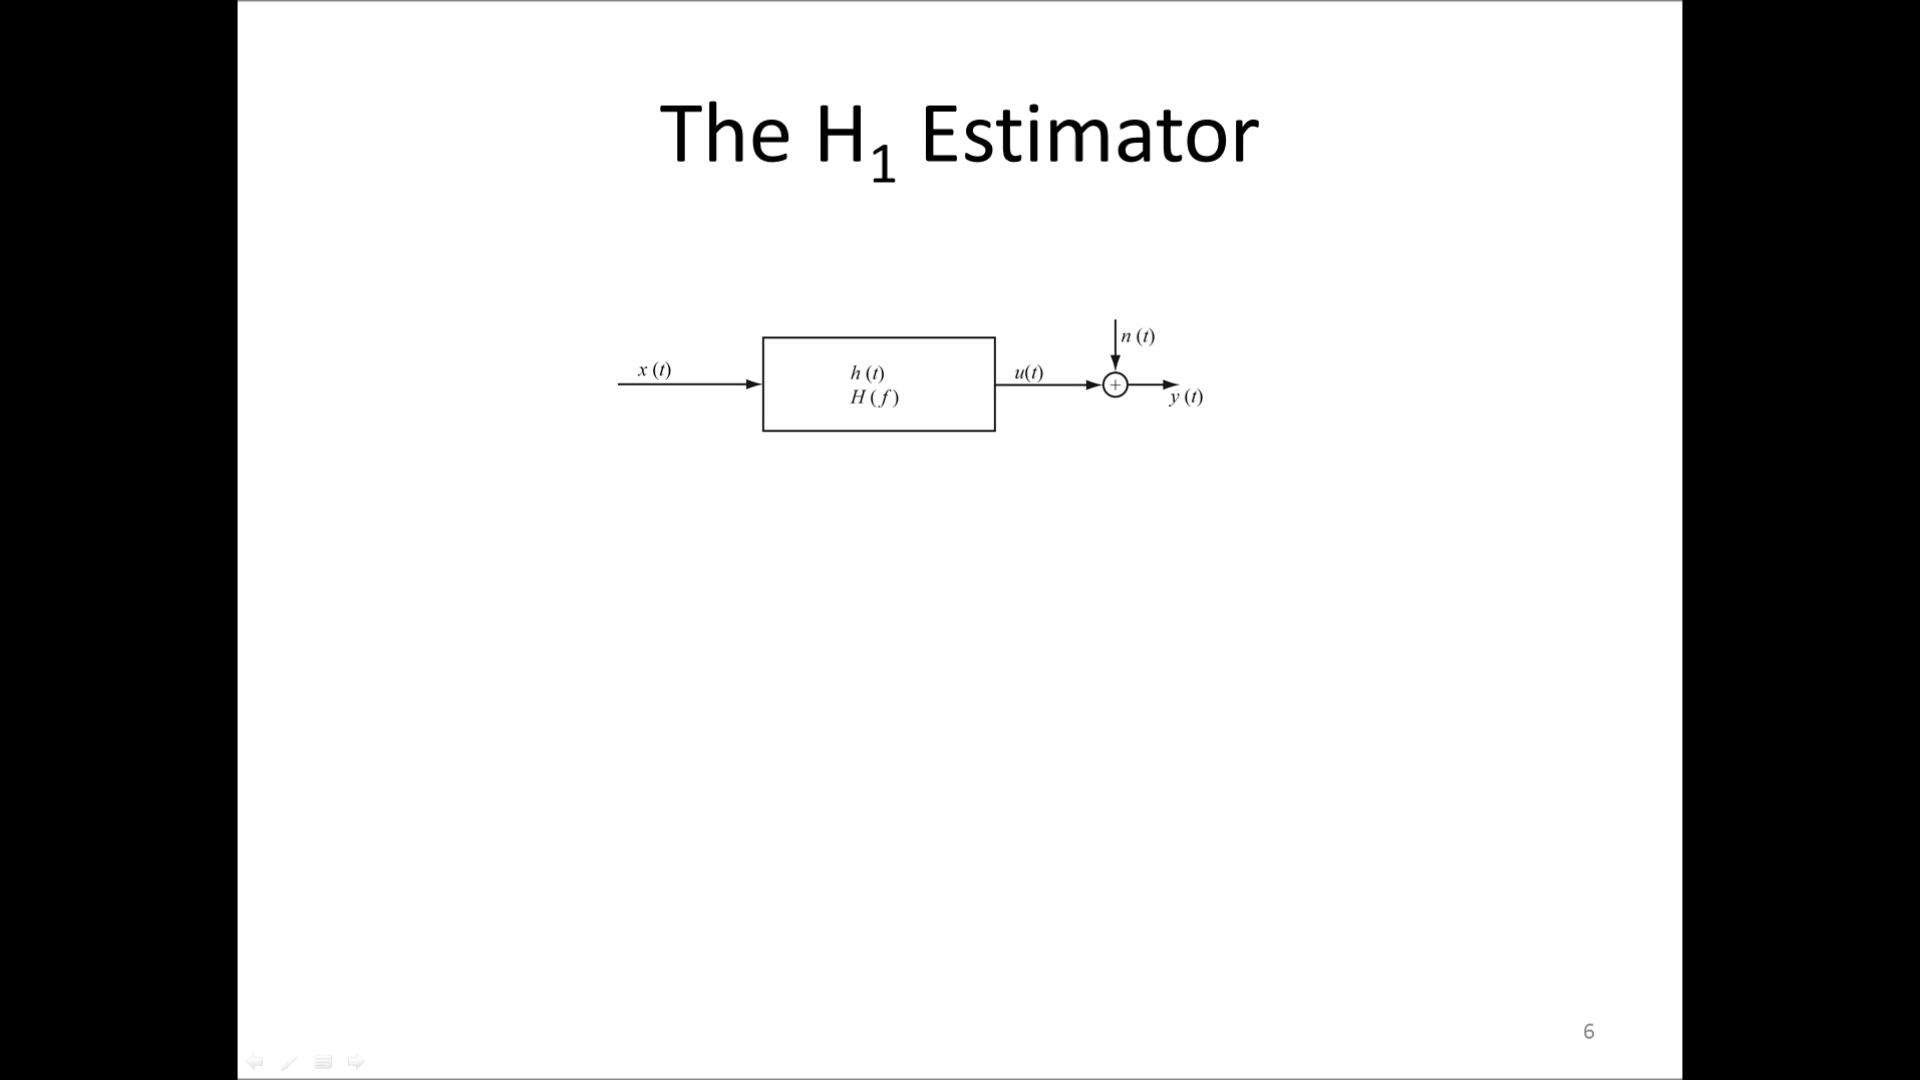 The H₁ Estimator
n (t)
x (t)
h (t)
H (f)
u(t)
+
y (t)
6